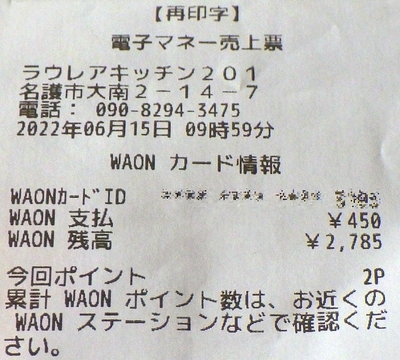 【再印字】
電子マネー売上票
ラウレアキッチン201
名護市大南2-14-7
電話: 090-8294-3475
2022年06月15日 09時59分
WAON カード情報
WAONカードID
WAON 支払 ¥450
WAON 残高 ¥2,785
今回ポイント 2P
累計 WAON ポイント数は、お近くの
WAON ステーションなどで確認くだ
さい。